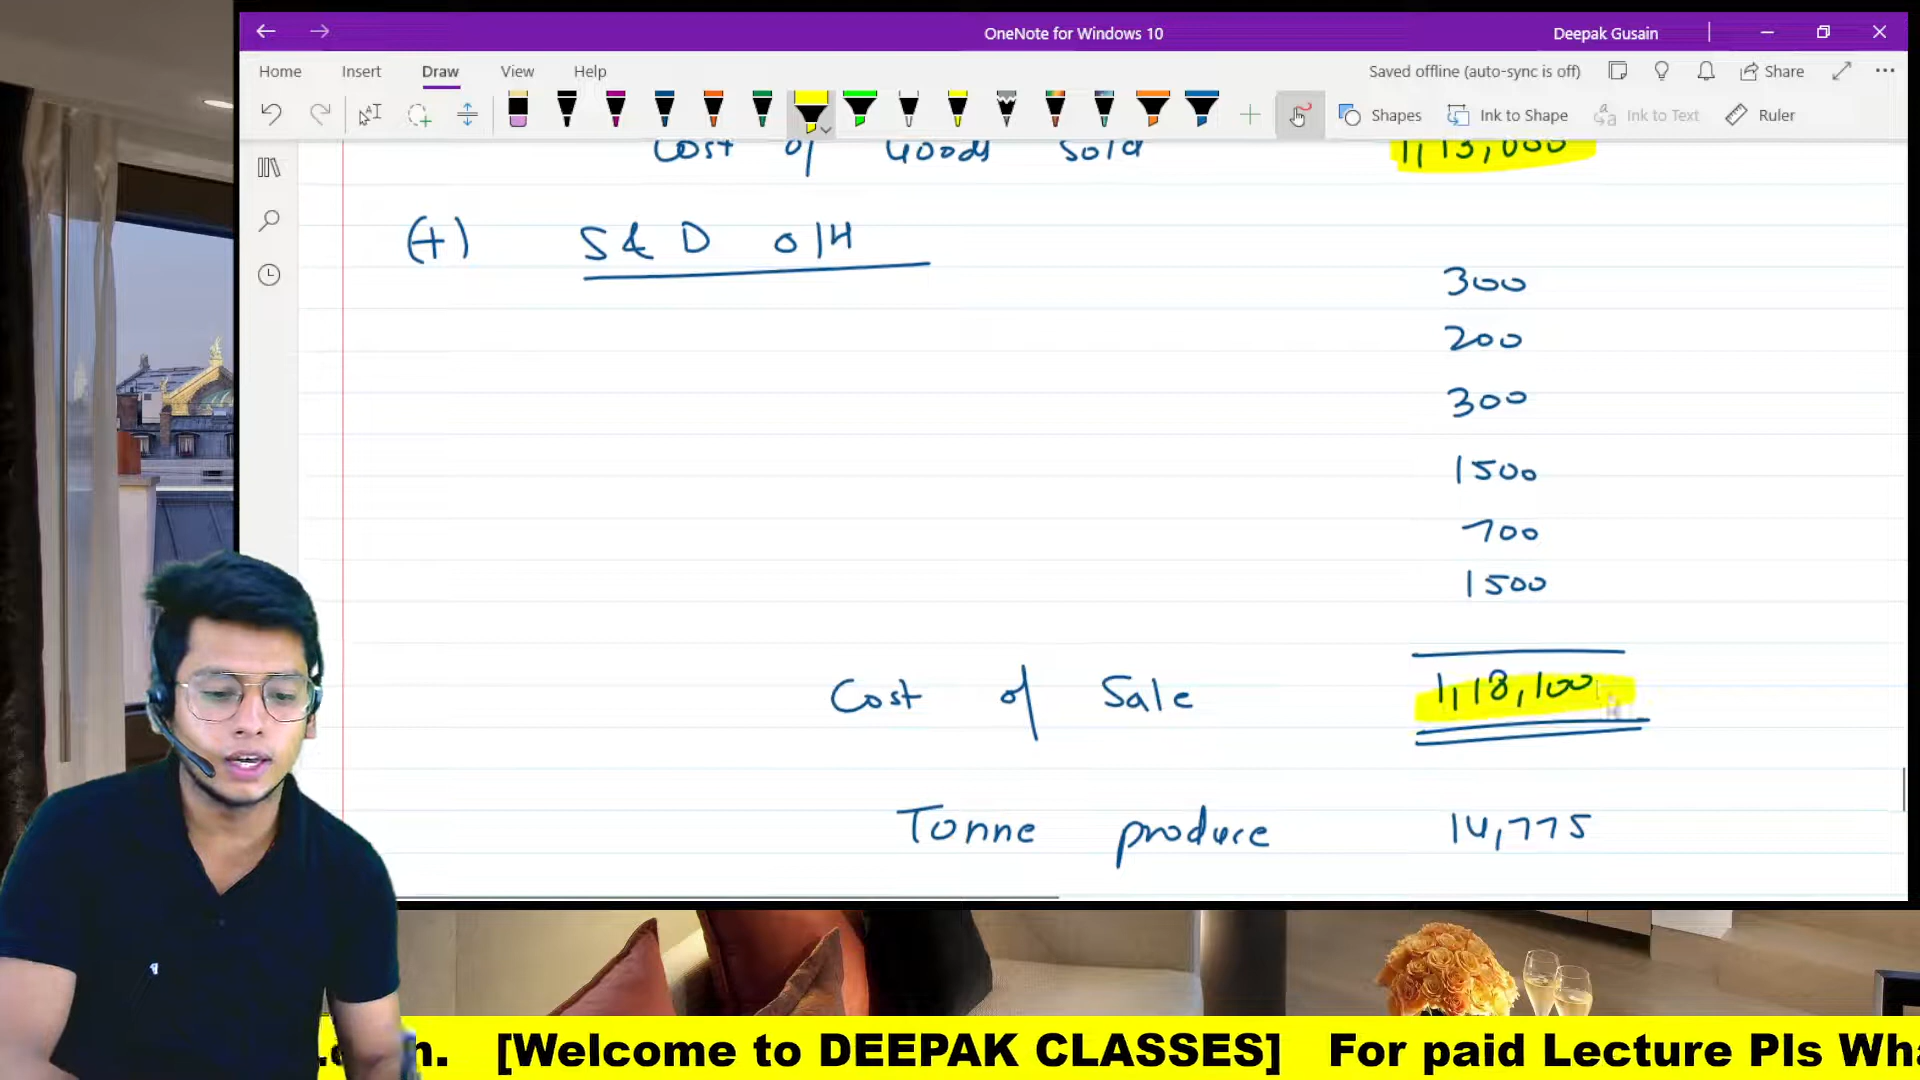 OneNote for Windows 10
Deepak Gusain
Home Insert Draw View Help
Saved offline (auto-sync is off)
Share
Shapes
Ink to Shape
Ink to Text
Ruler
Cost of Goods Sold 1,13,000
(+) S & D O/H
300
200
300
1500
700
1500
Cost of Sale 1,18,100
Tonne produce 14,775
[Welcome to DEEPAK CLASSES] For paid Lecture Pls Wha